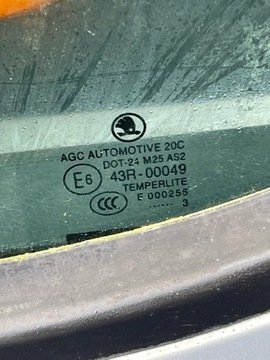 AGC AUTOMOTIVE 20C
DOT-24 M25 AS2
E6 43R-00049
TEMPERLITE
CCC E 000255
...... 3